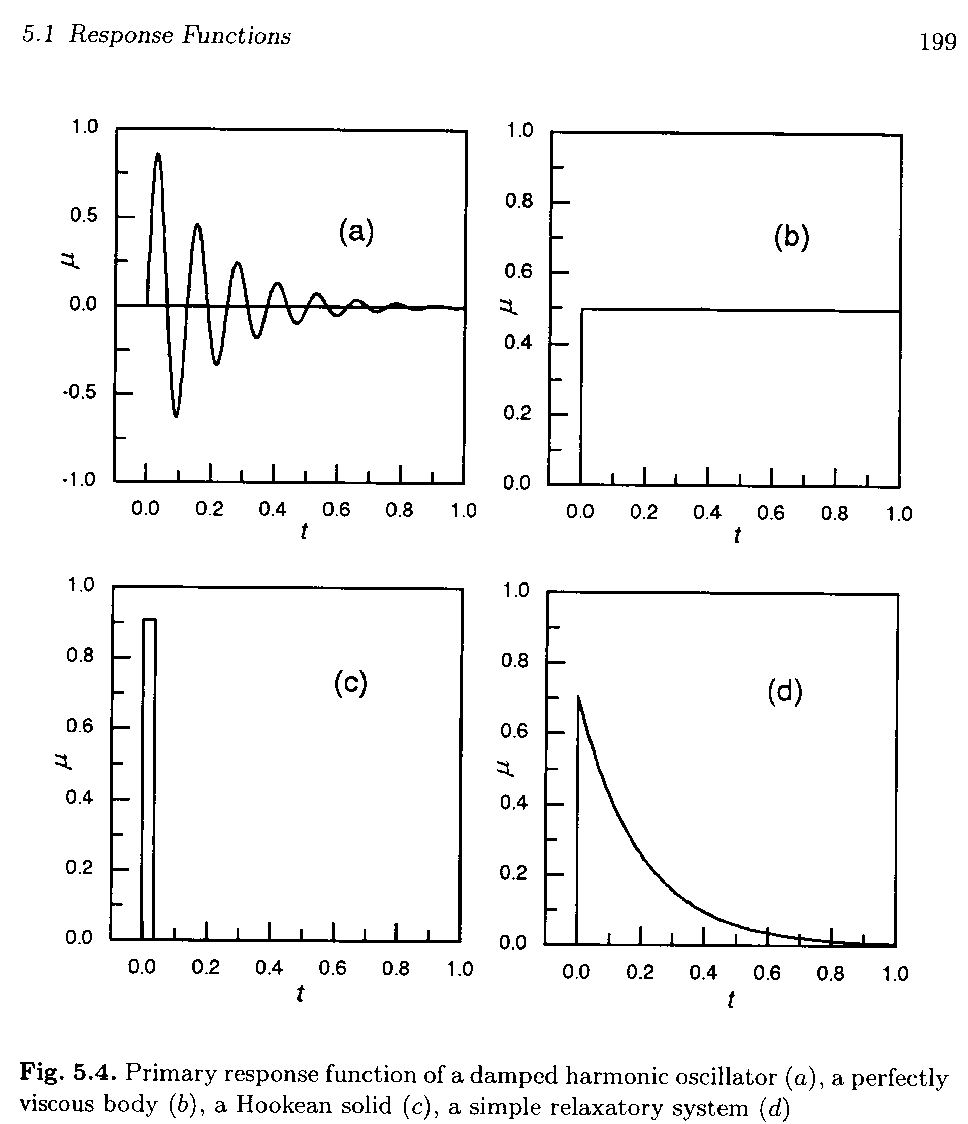 5.1 Response Functions
199
1.0
0.5
0.0
-0.5
-1.0
μ
(a)
0.0 0.2 0.4 0.6 0.8 1.0
t
1.0
0.8
0.6
0.4
0.2
0.0
μ
(b)
0.0 0.2 0.4 0.6 0.8 1.0
t
1.0
0.8
0.6
0.4
0.2
0.0
μ
(c)
0.0 0.2 0.4 0.6 0.8 1.0
t
1.0
0.8
0.6
0.4
0.2
0.0
μ
(d)
0.0 0.2 0.4 0.6 0.8 1.0
t
Fig. 5.4. Primary response function of a damped harmonic oscillator (a), a perfectly
viscous body (b), a Hookean solid (c), a simple relaxatory system (d)